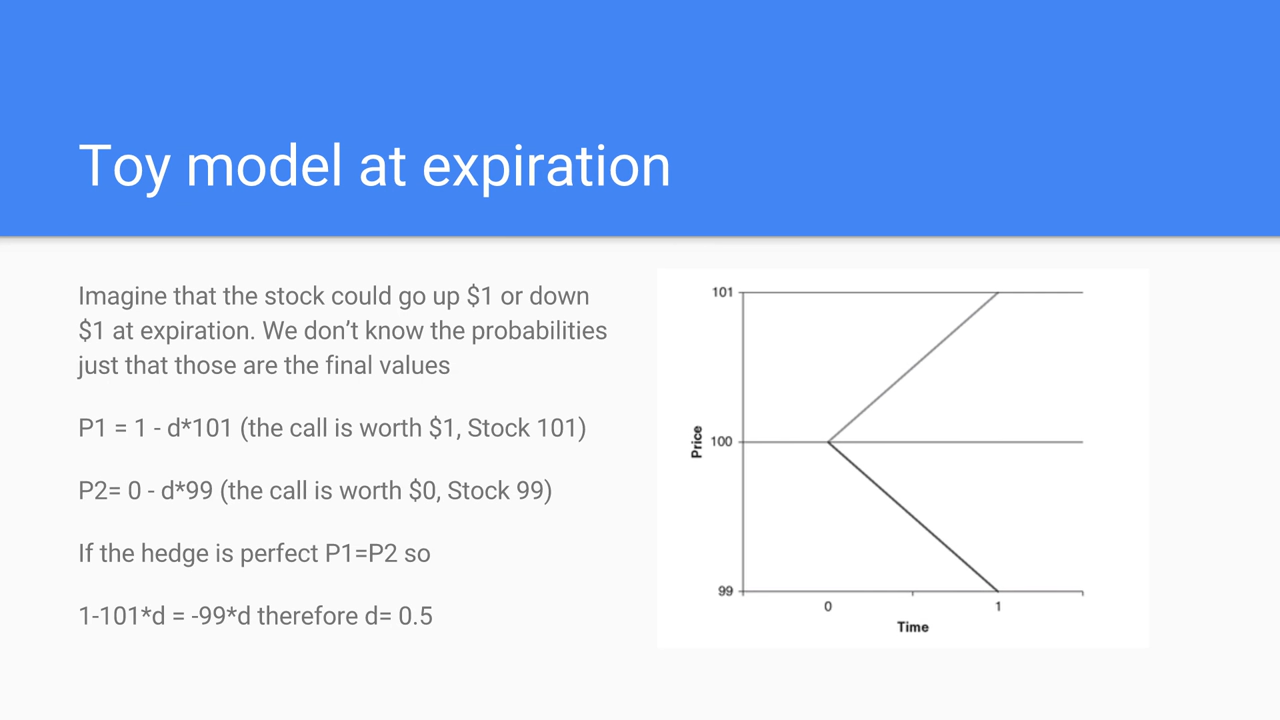 Toy model at expiration
Imagine that the stock could go up $1 or down
$1 at expiration. We don’t know the probabilities
just that those are the final values
P1 = 1 - d*101 (the call is worth $1, Stock 101)
P2= 0 - d*99 (the call is worth $0, Stock 99)
If the hedge is perfect P1=P2 so
1-101*d = -99*d therefore d= 0.5
101
Price
100
99
0
1
Time